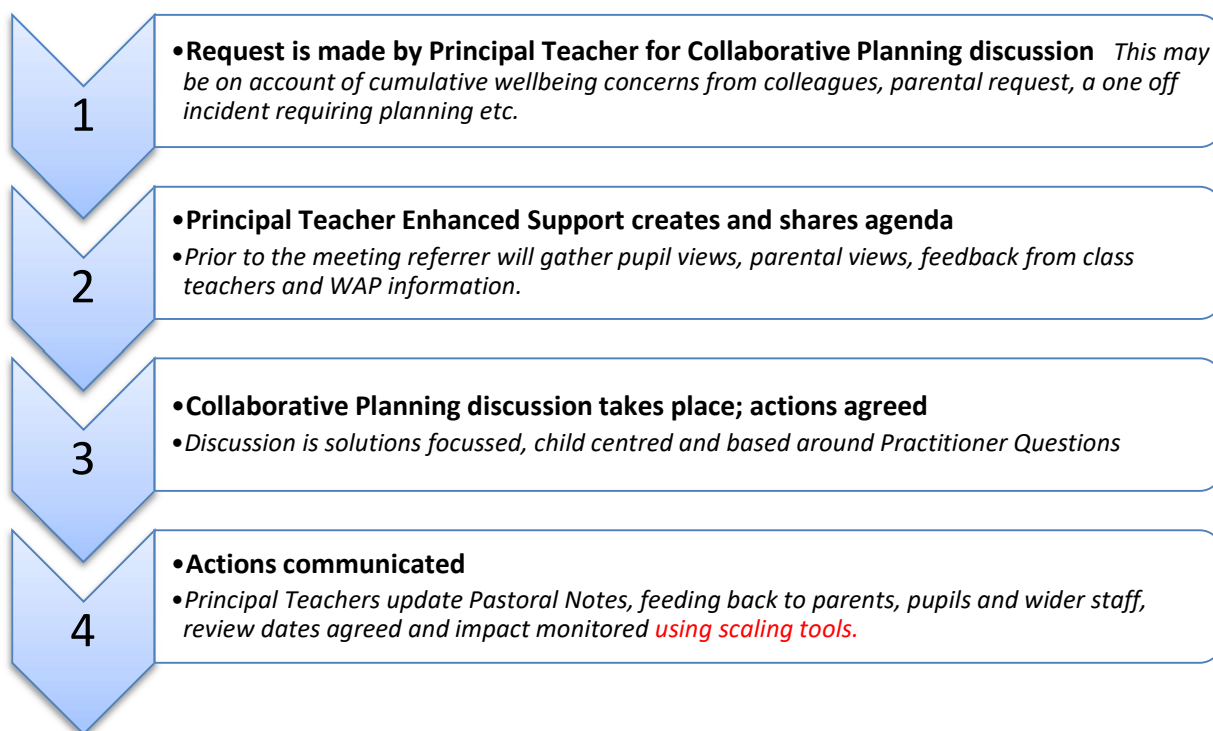 1
•Request is made by Principal Teacher for Collaborative Planning discussion This may
be on account of cumulative wellbeing concerns from colleagues, parental request, a one off
incident requiring planning etc.
2
•Principal Teacher Enhanced Support creates and shares agenda
•Prior to the meeting referrer will gather pupil views, parental views, feedback from class
teachers and WAP information.
3
•Collaborative Planning discussion takes place; actions agreed
•Discussion is solutions focussed, child centred and based around Practitioner Questions
4
•Actions communicated
•Principal Teachers update Pastoral Notes, feeding back to parents, pupils and wider staff,
review dates agreed and impact monitored using scaling tools.